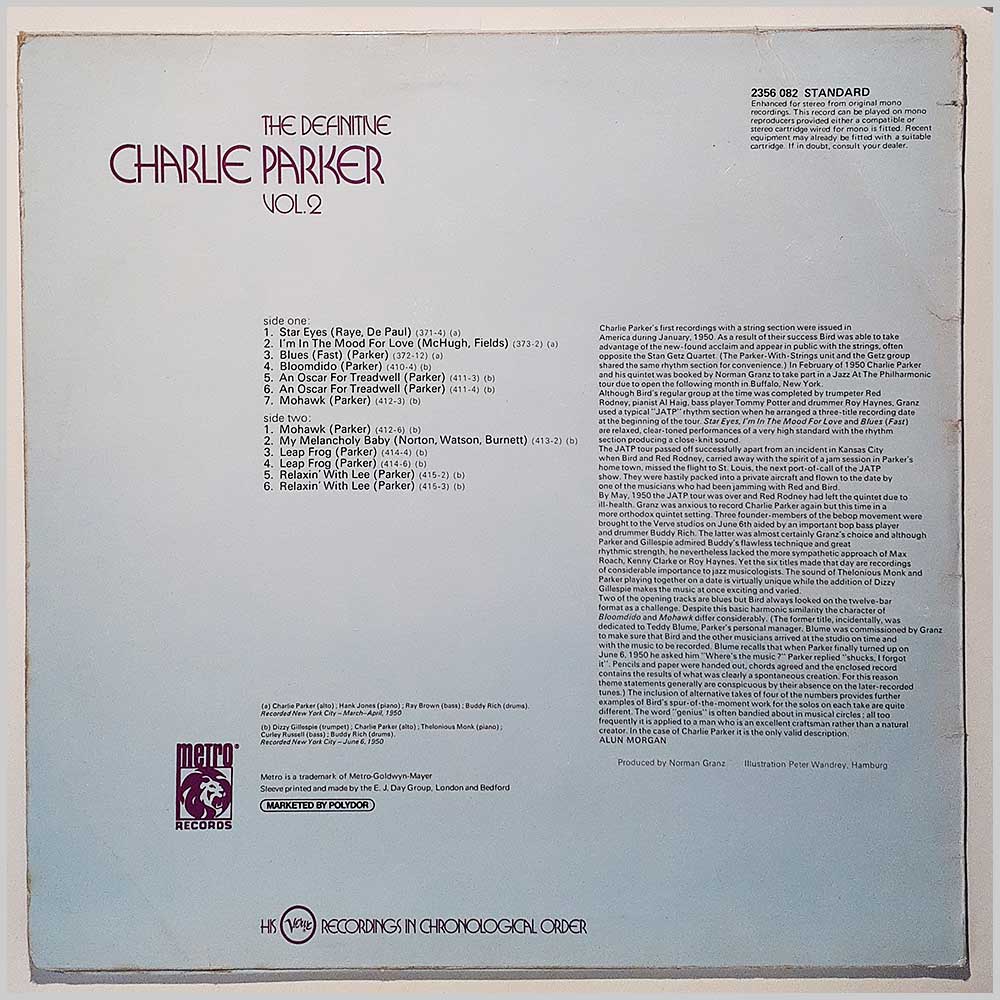 THE DEFINITIVE
CHARLIE PARKER
VOL.2
2356 082 STANDARD
Enhanced for stereo from original mono
recordings. This record can be played on mono
reproducers provided either a compatible or
stereo cartridge wired for mono is fitted. Recent
equipment may already be fitted with a suitable
cartridge. If in doubt, consult your dealer.
side one:
1. Star Eyes (Raye, De Paul) (371-4) (a)
2. I'm In The Mood For Love (McHugh, Fields) (373-2) (a)
3. Blues (Fast) (Parker) (372-12) (a)
4. Bloomdido (Parker) (410-4) (b)
5. An Oscar For Treadwell (Parker) (411-3) (b)
6. An Oscar For Treadwell (Parker) (411-4) (b)
7. Mohawk (Parker) (412-3) (b)
side two:
1. Mohawk (Parker) (412-6) (b)
2. My Melancholy Baby (Norton, Watson, Burnett) (413-2) (b)
3. Leap Frog (Parker) (414-4) (b)
4. Leap Frog (Parker) (414-6) (b)
5. Relaxin' With Lee (Parker) (415-2) (b)
6. Relaxin' With Lee (Parker) (415-3) (b)
Charlie Parker's first recordings with a string section were issued in
America during January, 1950. As a result of their success Bird was able to take
advantage of the new-found acclaim and appear in public with the strings, often
opposite the Stan Getz Quartet. (The Parker-With-Strings unit and the Getz group
shared the same rhythm section for convenience.) In February of 1950 Charlie Parker
and his quintet was booked by Norman Granz to take part in a Jazz At The Philharmonic
tour due to open the following month in Buffalo, New York.
Although Bird's regular group at the time was completed by trumpeter Red
Rodney, pianist Al Haig, bass player Tommy Potter and drummer Roy Haynes, Granz
used a typical "JATP" rhythm section when he arranged a three-title recording date
at the beginning of the tour. Star Eyes, I'm In The Mood For Love and Blues (Fast)
are relaxed, clear-toned performances of a very high standard with the rhythm
section producing a close-knit sound.
The JATP tour passed off successfully apart from an incident in Kansas City
when Bird and Red Rodney, carried away with the spirit of a jam session in Parker's
home town, missed the flight to St. Louis, the next port-of-call of the JATP
show. They were hastily packed into a private aircraft and flown to the date by
one of the musicians who had been jamming with Red and Bird.
By May, 1950 the JATP tour was over and Red Rodney had left the quintet due to
ill-health. Granz was anxious to record Charlie Parker again but this time in a
more orthodox quintet setting. Three founder-members of the bebop movement were
brought to the Verve studios on June 6th aided by an important bop bass player
and drummer Buddy Rich. The latter was almost certainly Granz's choice and although
Parker and Gillespie admired Buddy's flawless technique and great
rhythmic strength, he nevertheless lacked the more sympathetic approach of Max
Roach, Kenny Clarke or Roy Haynes. Yet the six titles made that day are recordings
of considerable importance to jazz musicologists. The sound of Thelonious Monk and
Parker playing together on a date is virtually unique while the addition of Dizzy
Gillespie makes the music at once exciting and varied.
Two of the opening tracks are blues but Bird always looked on the twelve-bar
format as a challenge. Despite this basic harmonic similarity the character of
Bloomdido and Mohawk differ considerably. (The former title, incidentally, was
dedicated to Teddy Blume, Parker's personal manager. Blume was commissioned by Granz
to make sure that Bird and the other musicians arrived at the studio on time and
with the music to be recorded. Blume recalls that when Parker finally turned up on
June 6, 1950 he asked him "Where's the music?" Parker replied "shucks, I forgot
it". Pencils and paper were handed out, chords agreed and the enclosed record
contains the results of what was clearly a spontaneous creation. For this reason
theme statements generally are conspicuous by their absence on the later-recorded
tunes.) The inclusion of alternative takes of four of the numbers provides further
examples of Bird's spur-of-the-moment work for the solos on each take are quite
different. The word "genius" is often bandied about in musical circles; all too
frequently it is applied to a man who is an excellent craftsman rather than a natural
creator. In the case of Charlie Parker it is the only valid description.
ALUN MORGAN
Produced by Norman Granz Illustration Peter Wandrey, Hamburg
(a) Charlie Parker (alto); Hank Jones (piano); Ray Brown (bass); Buddy Rich (drums).
Recorded New York City – March–April, 1950
(b) Dizzy Gillespie (trumpet); Charlie Parker (alto); Thelonious Monk (piano);
Curley Russell (bass); Buddy Rich (drums).
Recorded New York City – June 6, 1950
metro®
RECORDS
Metro is a trademark of Metro-Goldwyn-Mayer
Sleeve printed and made by the E. J. Day Group, London and Bedford
MARKETED BY POLYDOR
HIS Verve RECORDINGS IN CHRONOLOGICAL ORDER